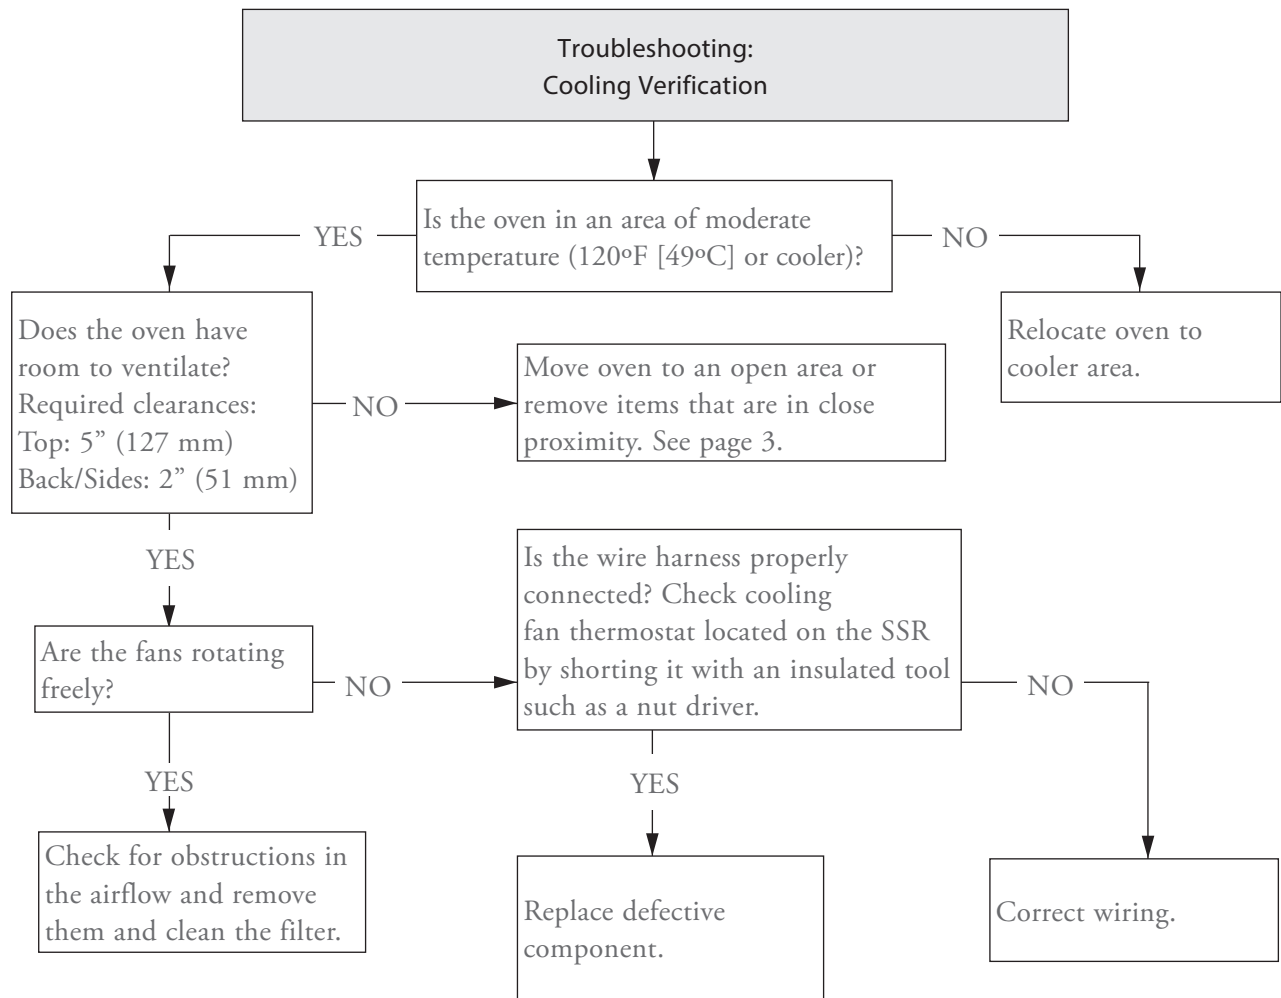 Troubleshooting:
Cooling Verification
Is the oven in an area of moderate
temperature (120ºF [49ºC] or cooler)?
YES
NO
Does the oven have
room to ventilate?
Required clearances:
Top: 5” (127 mm)
Back/Sides: 2” (51 mm)
NO
Move oven to an open area or
remove items that are in close
proximity. See page 3.
Relocate oven to
cooler area.
YES
Are the fans rotating
freely?
NO
Is the wire harness properly
connected? Check cooling
fan thermostat located on the SSR
by shorting it with an insulated tool
such as a nut driver.
NO
YES
YES
Check for obstructions in
the airflow and remove
them and clean the filter.
Replace defective
component.
Correct wiring.